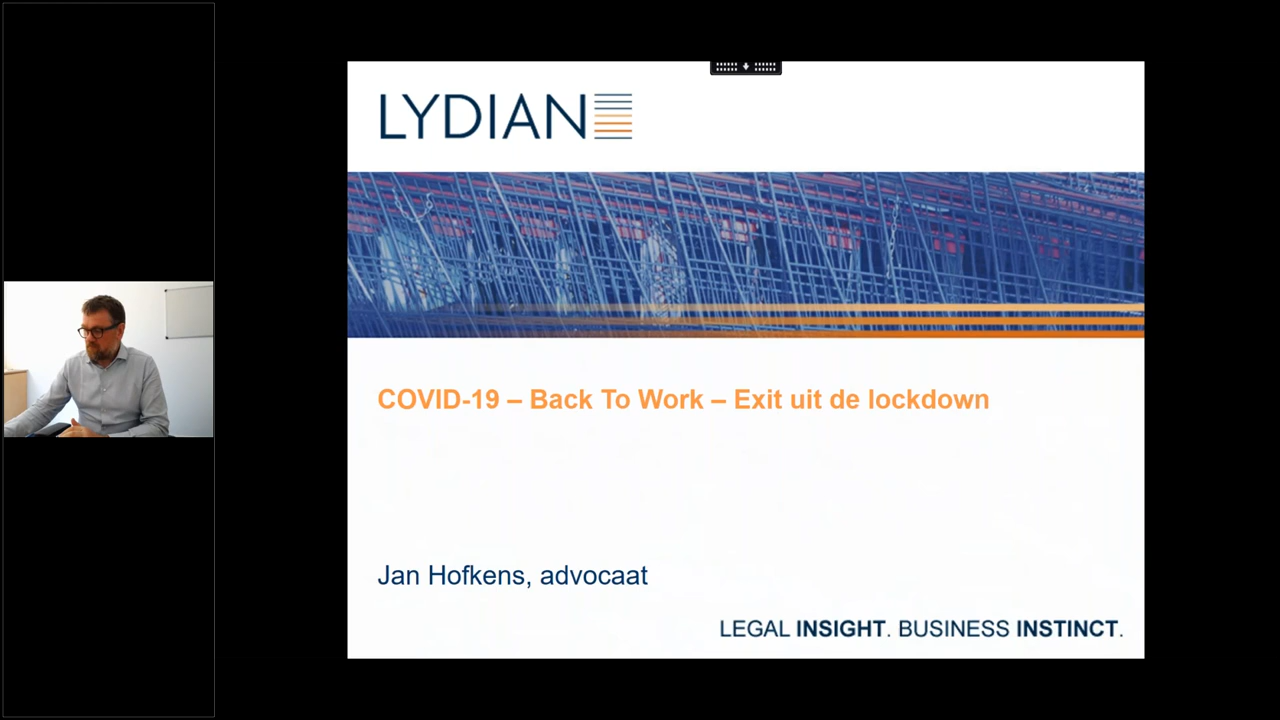 LYDIAN
COVID-19 – Back To Work – Exit uit de lockdown
Jan Hofkens, advocaat
LEGAL INSIGHT. BUSINESS INSTINCT.